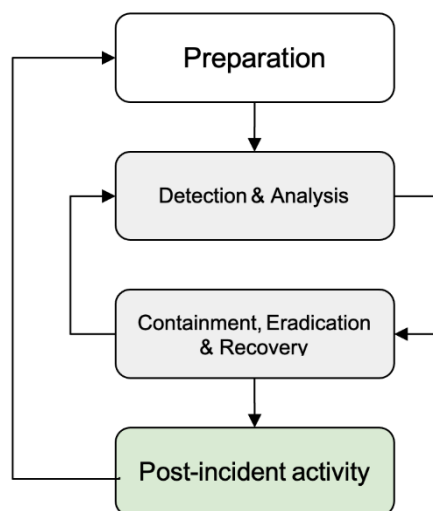 Preparation
Detection & Analysis
Containment, Eradication
& Recovery
Post-incident activity